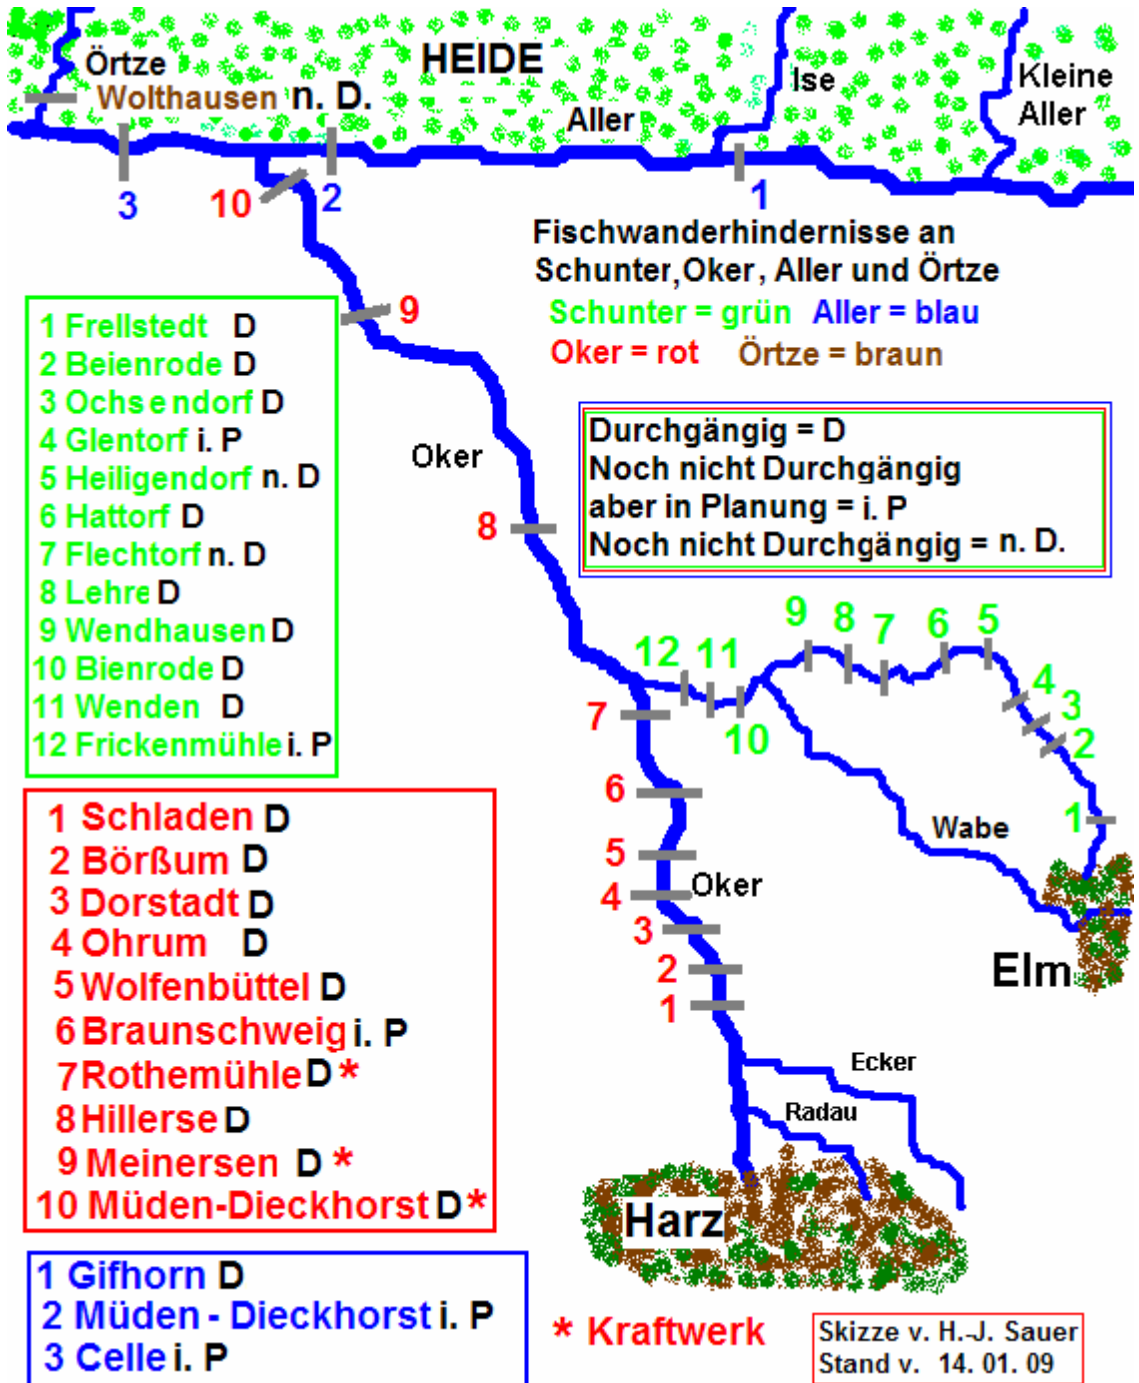 HEIDE
Örtze
Wolthausen n. D.
Aller
Ise
Kleine
Aller
3
10
2
1
Fischwanderhindernisse an
Schunter,Oker, Aller und Örtze
Schunter = grün Aller = blau
Oker = rot Örtze = braun
9
1 Frellstedt D
2 Beienrode D
3 Ochsendorf D
4 Glentorf i. P
5 Heiligendorf n. D
6 Hattorf D
7 Flechtorf n. D
8 Lehre D
9 Wendhausen D
10 Bienrode D
11 Wenden D
12 Frickenmühle i. P
Durchgängig = D
Noch nicht Durchgängig
aber in Planung = i. P
Noch nicht Durchgängig = n. D.
Oker
8
9
8
7
6
5
12
11
10
4
3
2
1
7
6
5
4
Oker
3
2
1
Wabe
Elm
Ecker
Radau
Harz
1 Schladen D
2 Börßum D
3 Dorstadt D
4 Ohrum D
5 Wolfenbüttel D
6 Braunschweig i. P
7 Rothemühle D *
8 Hillerse D
9 Meinersen D *
10 Müden-Dieckhorst D *
1 Gifhorn D
2 Müden - Dieckhorst i. P
3 Celle i. P
* Kraftwerk
Skizze v. H.-J. Sauer
Stand v. 14. 01. 09